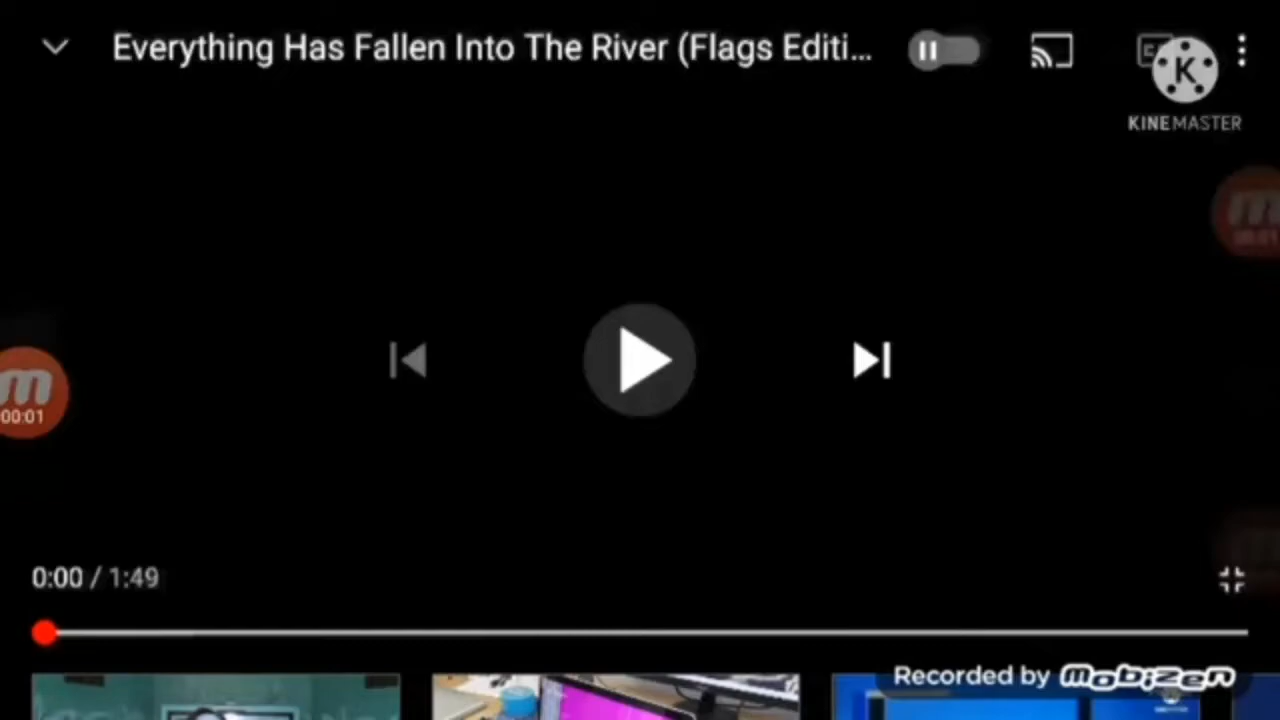 Everything Has Fallen Into The River (Flags Editi...
K
KINEMASTER
m
00:01
0:00 / 1:49
Recorded by mobizen